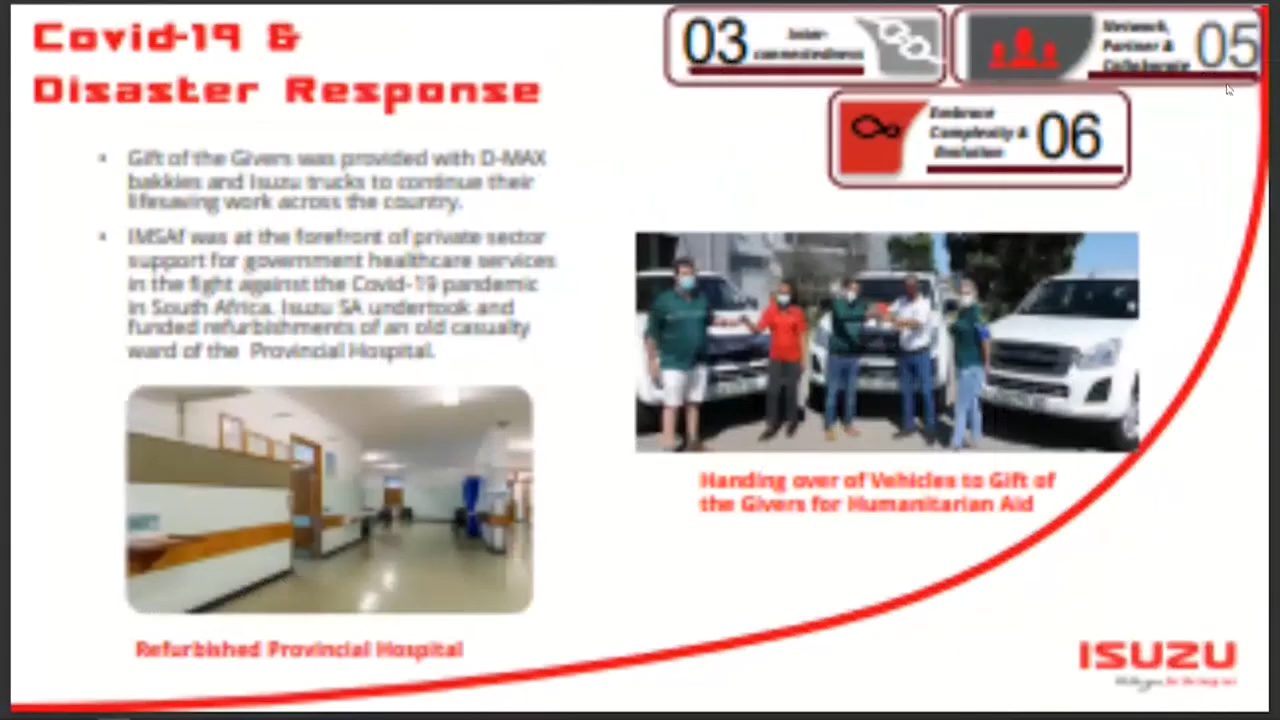 Covid-19 &
Disaster Response
03
Inter-
connectedness
Network,
Partner &
Collaborate
05
Embrace
Complexity &
Evolution
06
• Gift of the Givers was provided with D-MAX
bakkies and Isuzu trucks to continue their
lifesaving work across the country.
• IMSAf was at the forefront of private sector
support for government healthcare services
in the fight against the Covid-19 pandemic
in South Africa. Isuzu SA undertook and
funded refurbishments of an old casualty
ward of the Provincial Hospital.
Handing over of Vehicles to Gift of
the Givers for Humanitarian Aid
Refurbished Provincial Hospital
ISUZU